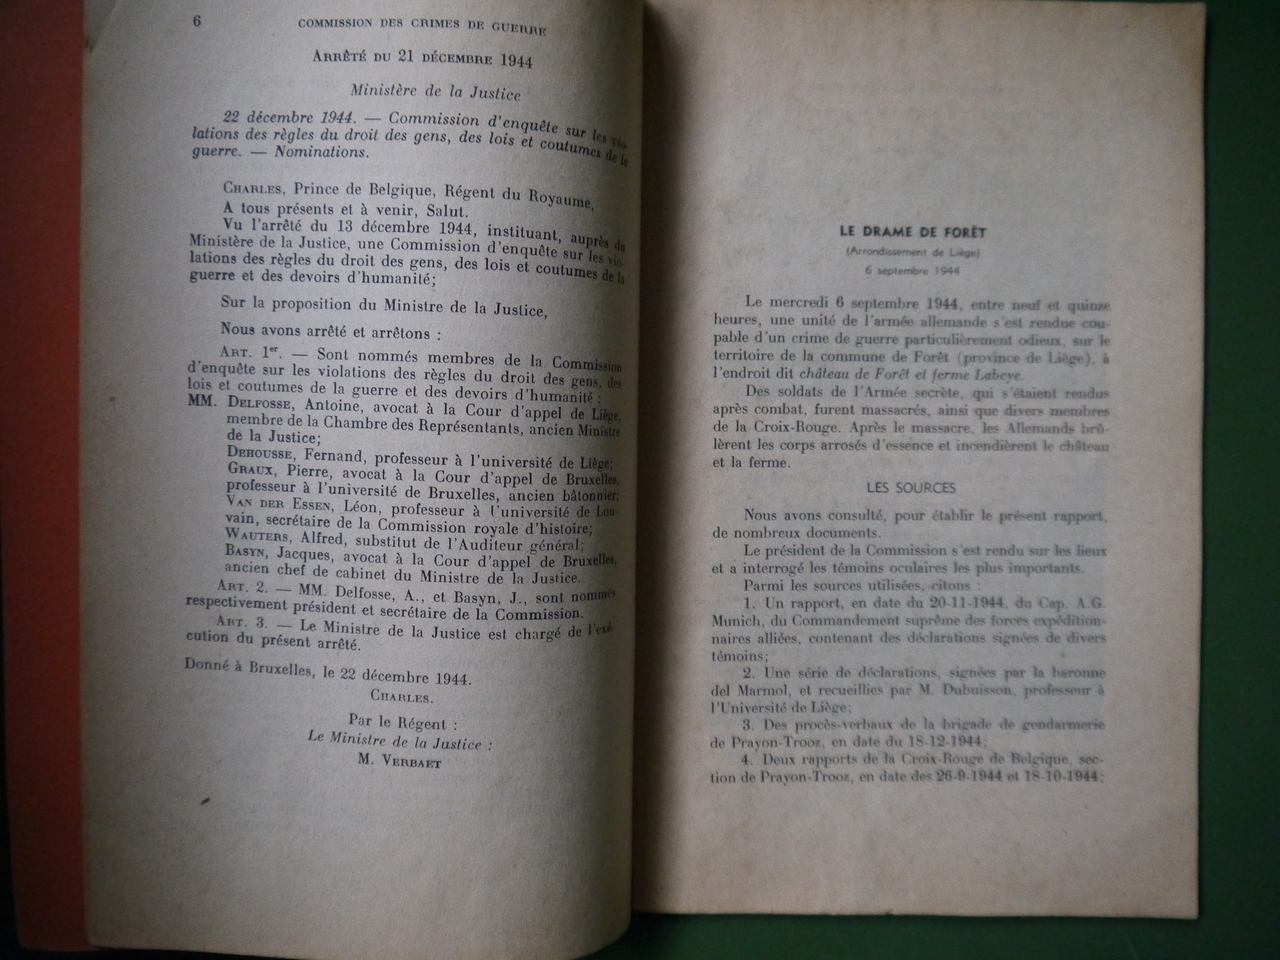 6
COMMISSION DES CRIMES DE GUERRE
ARRÊTÉ DU 21 DÉCEMBRE 1944
Ministère de la Justice
22 décembre 1944. — Commission d'enquête sur les vio-
lations des règles du droit des gens, des lois et coutumes de la
guerre. — Nominations.
CHARLES, Prince de Belgique, Régent du Royaume,
A tous présents et à venir, Salut.
Vu l'arrêté du 13 décembre 1944, instituant, auprès du
Ministère de la Justice, une Commission d'enquête sur les vio-
lations des règles du droit des gens, des lois et coutumes de la
guerre et des devoirs d'humanité;
Sur la proposition du Ministre de la Justice,
Nous avons arrêté et arrêtons :
ART. 1er. — Sont nommés membres de la Commission
d'enquête sur les violations des règles du droit des gens, des
lois et coutumes de la guerre et des devoirs d'humanité :
MM. DELFOSSE, Antoine, avocat à la Cour d'appel de Liège,
membre de la Chambre des Représentants, ancien Ministre
de la Justice;
DEHOUSSE, Fernand, professeur à l'université de Liège;
GRAUX, Pierre, avocat à la Cour d'appel de Bruxelles,
professeur à l'université de Bruxelles, ancien bâtonnier;
VAN DER ESSEN, Léon, professeur à l'université de Lou-
vain, secrétaire de la Commission royale d'histoire;
WAUTERS, Alfred, substitut de l'Auditeur général;
BASYN, Jacques, avocat à la Cour d'appel de Bruxelles,
ancien chef de cabinet du Ministre de la Justice.
ART. 2. — MM. Delfosse, A., et Basyn, J., sont nommés
respectivement président et secrétaire de la Commission.
ART. 3. — Le Ministre de la Justice est chargé de l'exé-
cution du présent arrêté.
Donné à Bruxelles, le 22 décembre 1944.
CHARLES.
Par le Régent :
Le Ministre de la Justice :
M. VERBAET
LE DRAME DE FORÊT
(Arrondissement de Liège)
6 septembre 1944
Le mercredi 6 septembre 1944, entre neuf et quinze
heures, une unité de l'armée allemande s'est rendue cou-
pable d'un crime de guerre particulièrement odieux, sur le
territoire de la commune de Forêt (province de Liège), à
l'endroit dit château de Forêt et ferme Labeye.
Des soldats de l'Armée secrète, qui s'étaient rendus
après combat, furent massacrés, ainsi que divers membres
de la Croix-Rouge. Après le massacre, les Allemands brû-
lèrent les corps arrosés d'essence et incendièrent le château
et la ferme.
LES SOURCES
Nous avons consulté, pour établir le présent rapport,
de nombreux documents.
Le président de la Commission s'est rendu sur les lieux
et a interrogé les témoins oculaires les plus importants.
Parmi les sources utilisées, citons :
1. Un rapport, en date du 20-11-1944, du Cap. A.G.
Munich, du Commandement suprême des forces expédition-
naires alliées, contenant des déclarations signées de divers
témoins;
2. Une série de déclarations, signées par la baronne
del Marmol, et recueillies par M. Dubuisson, professeur à
l'Université de Liège;
3. Des procès-verbaux de la brigade de gendarmerie
de Prayon-Trooz, en date du 18-12-1944;
4. Deux rapports de la Croix-Rouge de Belgique, sec-
tion de Prayon-Trooz, en date des 26-9-1944 et 18-10-1944;